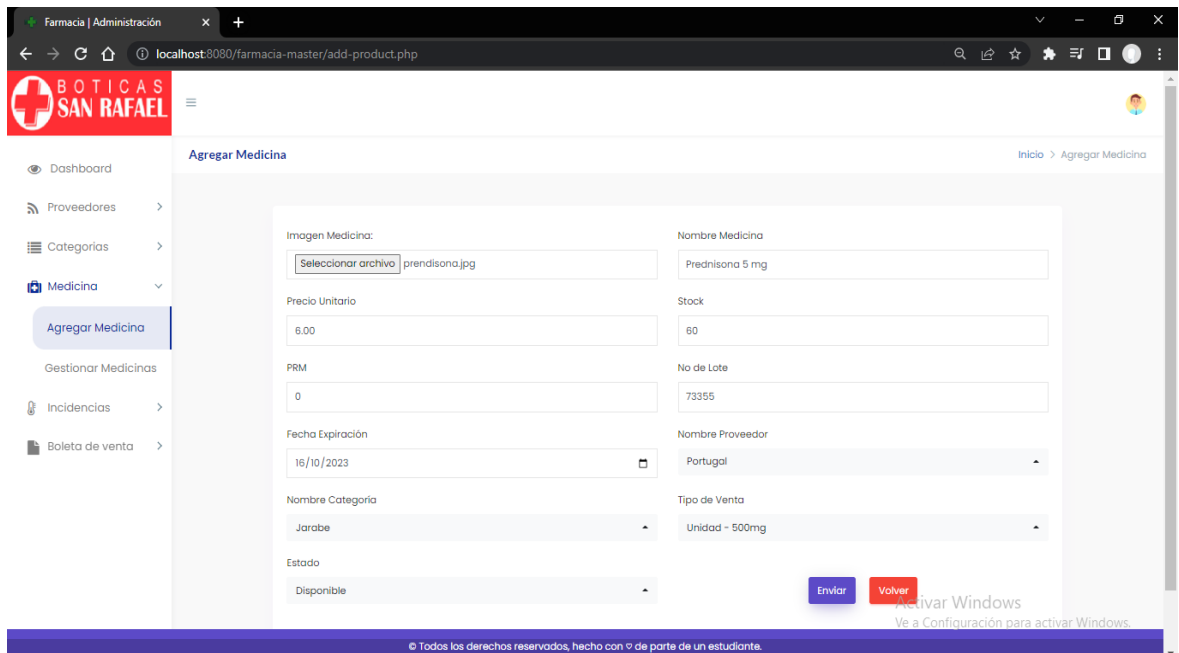 Farmacia | Administración
localhost:8080/farmacia-master/add-product.php
BOTICAS
SAN RAFAEL
Agregar Medicina
Inicio > Agregar Medicina
Dashboard
Proveedores
Categorias
Medicina
Agregar Medicina
Gestionar Medicinas
Incidencias
Boleta de venta
Imagen Medicina:
Nombre Medicina
Seleccionar archivo prendisona.jpg
Prednisona 5 mg
Precio Unitario
Stock
6.00
60
PRM
No de Lote
0
73355
Fecha Expiración
Nombre Proveedor
16/10/2023
Portugal
Nombre Categoria
Tipo de Venta
Jarabe
Unidad - 500mg
Estado
Disponible
Enviar
Volver
Activar Windows
Ve a Configuración para activar Windows.
© Todos los derechos reservados, hecho con ♡ de parte de un estudiante.